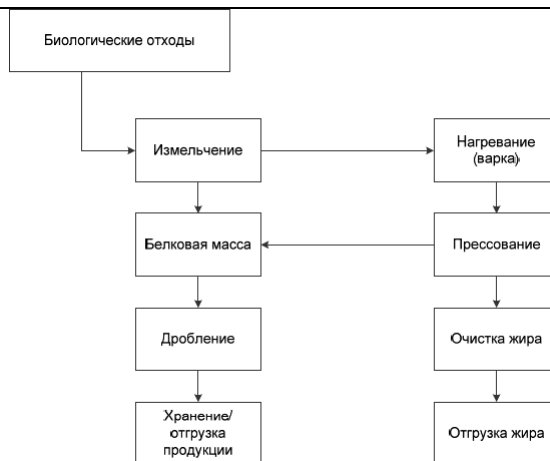 Биологические отходы
Измельчение
Нагревание
(варка)
Белковая масса
Прессование
Дробление
Очистка жира
Хранение/
отгрузка
продукции
Отгрузка жира